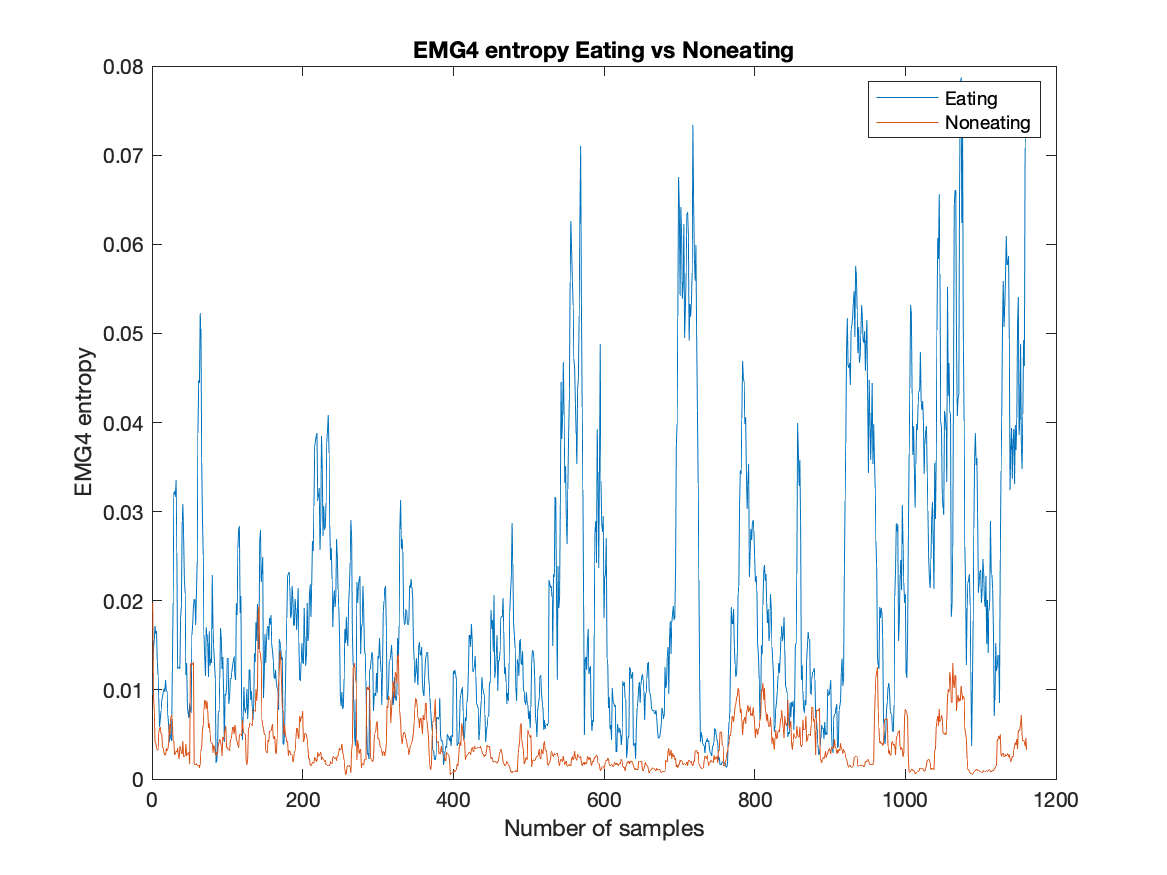 EMG4 entropy Eating vs Noneating
Eating
Noneating
0.08
0.07
0.06
0.05
0.04
0.03
0.02
0.01
0
EMG4 entropy
0 200 400 600 800 1000 1200
Number of samples